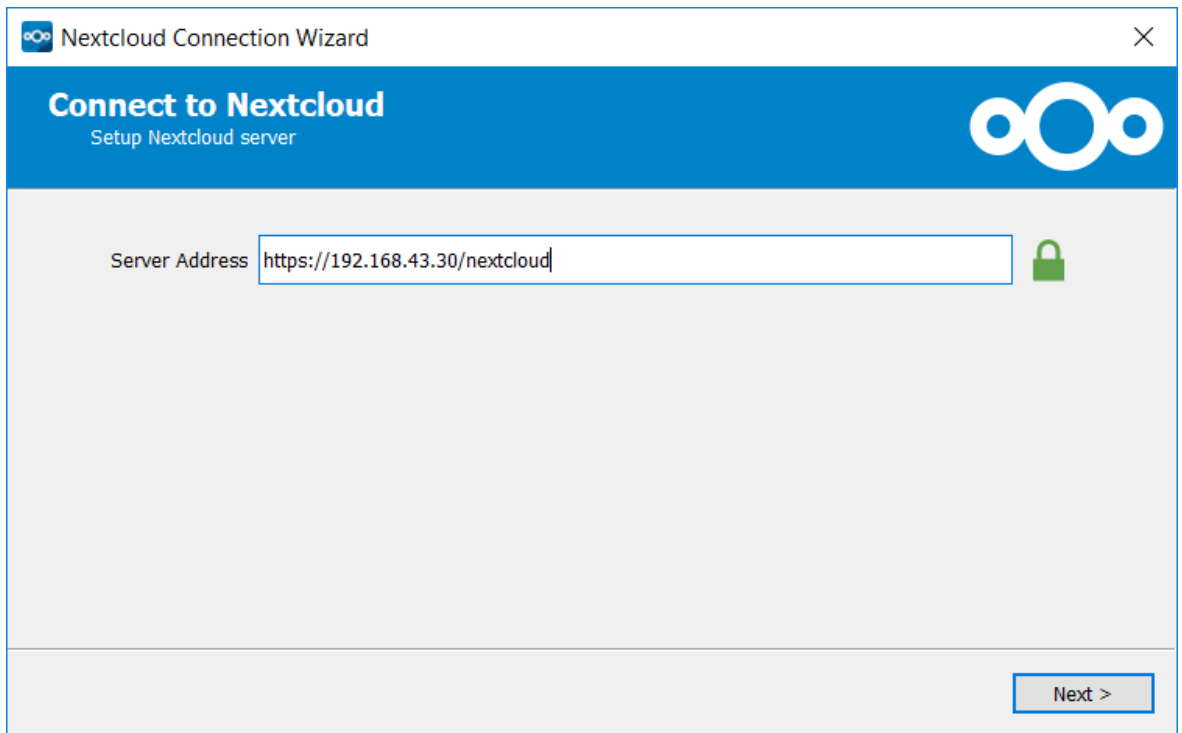 Nextcloud Connection Wizard
Connect to Nextcloud
Setup Nextcloud server
Server Address https://192.168.43.30/nextcloud
Next >